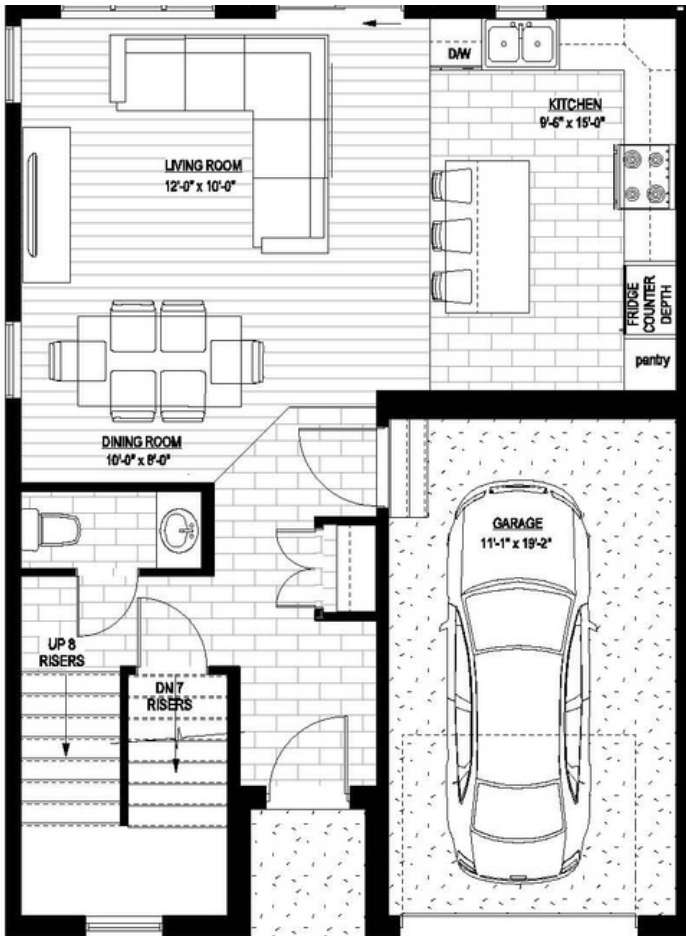 D/W
KITCHEN
9'-6" x 15'-0"
LIVING ROOM
12'-0" x 10'-0"
FRIDGE
COUNTER
DEPTH
pantry
DINING ROOM
10'-0" x 8'-0"
GARAGE
11'-1" x 19'-2"
UP 8
RISERS
DN 7
RISERS